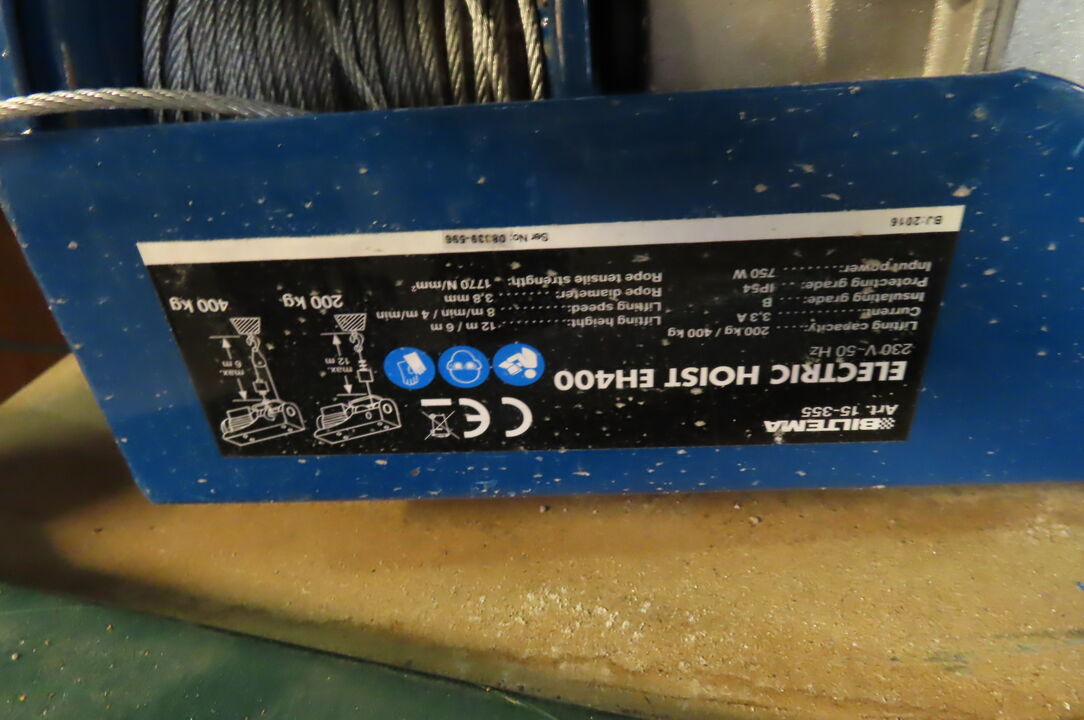 BILTEMA
Art. 15-355
ELECTRIC HOIST EH400
230 V~50 Hz
Lifting capacity:.......... 200 kg / 400 kg
Current:.......... 3.3 A
Insulating grade:.......... B
Protecting grade:.......... IP54
Input power:.......... 750 W
Lifting height:.......... 12 m / 6 m
Lifting speed:.......... 8 m/min / 4 m/min
Rope diameter:.......... 3.8 mm
Rope tensile strength:.......... 1770 N/mm²
CE
max.
12 m
200 kg
max.
6 m
400 kg
BJ:2016
Ser No: 08339-596